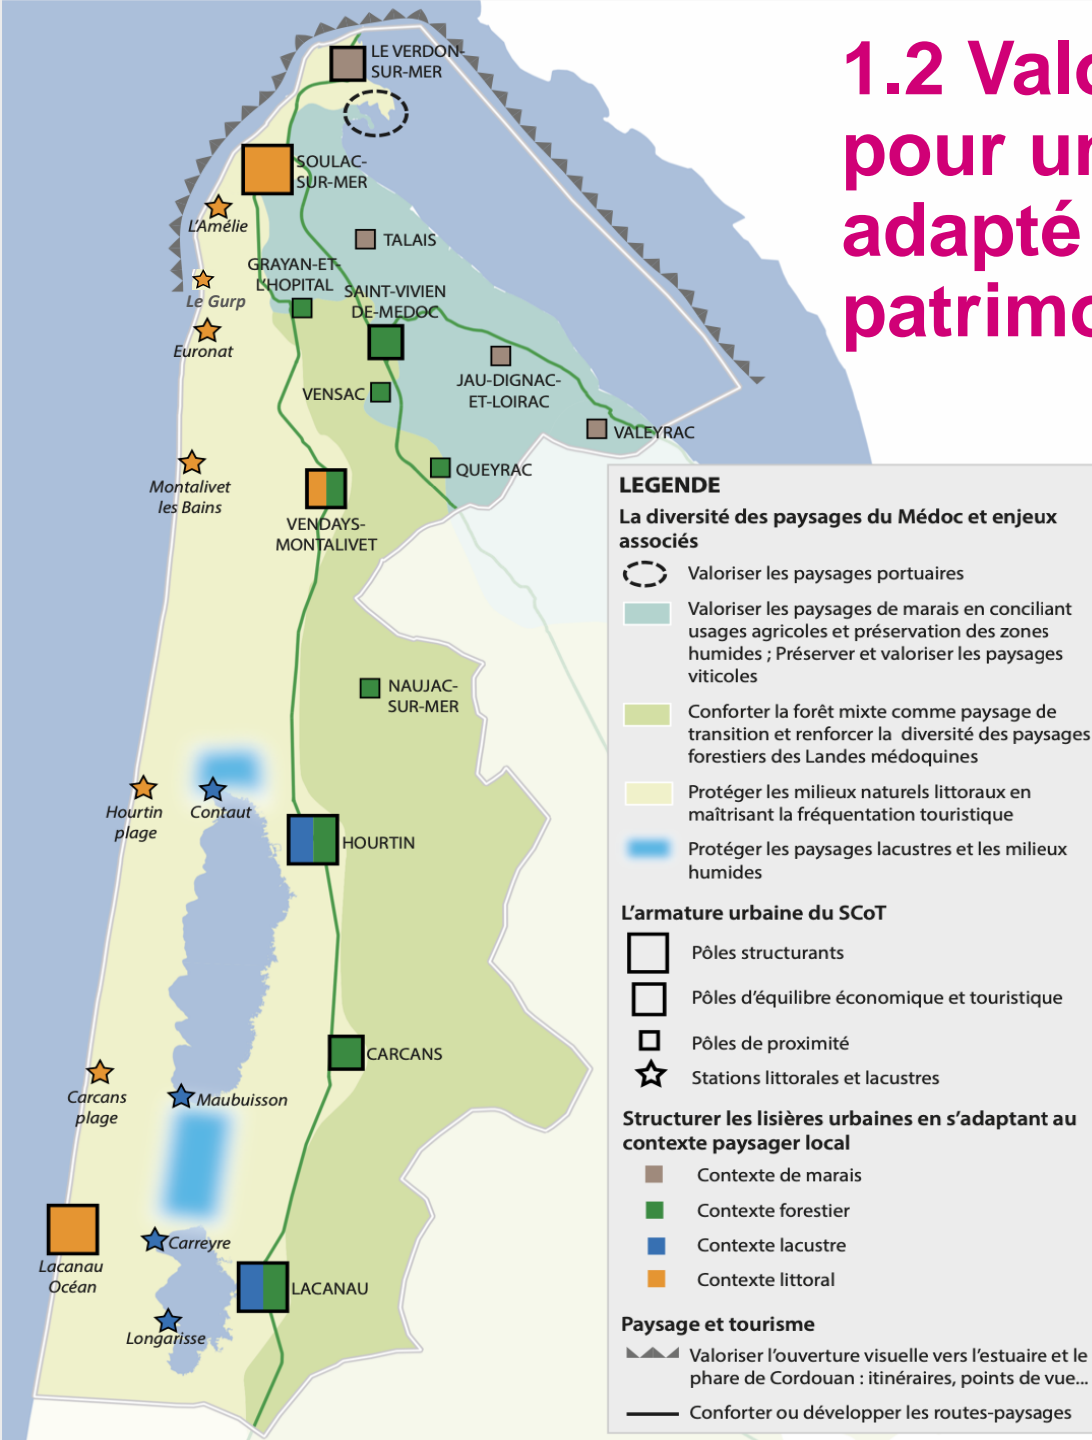 1.2 Valo
pour un
adapté
patrimo
LE VERDON-
SUR-MER
SOULAC-
SUR-MER
L'Amélie
TALAIS
GRAYAN-ET-
L'HOPITAL
Le Gurp
SAINT-VIVIEN
DE-MEDOC
Euronat
JAU-DIGNAC-
ET-LOIRAC
VENSAC
VALEYRAC
Montalivet
les Bains
QUEYRAC
VENDAYS-
MONTALIVET
NAUJAC-
SUR-MER
Hourtin
plage
Contaut
HOURTIN
CARCANS
Carcans
plage
Maubuisson
Carreyre
Lacanau
Océan
LACANAU
Longarisse
LEGENDE
La diversité des paysages du Médoc et enjeux
associés
Valoriser les paysages portuaires
Valoriser les paysages de marais en conciliant
usages agricoles et préservation des zones
humides ; Préserver et valoriser les paysages
viticoles
Conforter la forêt mixte comme paysage de
transition et renforcer la diversité des paysages
forestiers des Landes médoquines
Protéger les milieux naturels littoraux en
maîtrisant la fréquentation touristique
Protéger les paysages lacustres et les milieux
humides
L'armature urbaine du SCoT
Pôles structurants
Pôles d'équilibre économique et touristique
Pôles de proximité
Stations littorales et lacustres
Structurer les lisières urbaines en s'adaptant au
contexte paysager local
Contexte de marais
Contexte forestier
Contexte lacustre
Contexte littoral
Paysage et tourisme
Valoriser l'ouverture visuelle vers l'estuaire et le
phare de Cordouan : itinéraires, points de vue...
Conforter ou développer les routes-paysages